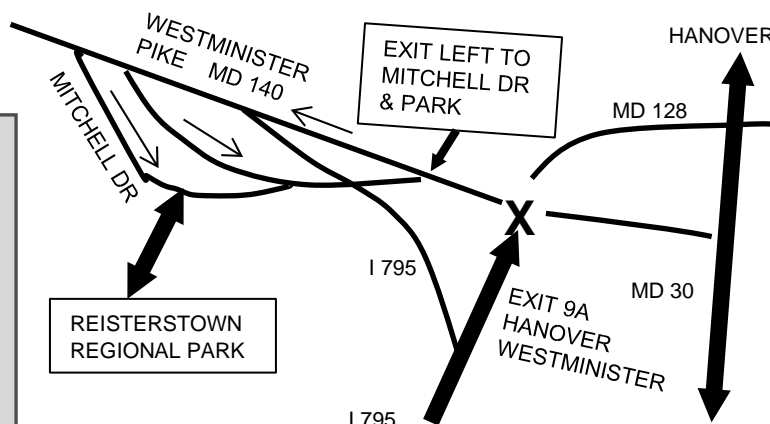 WESTMINISTER
PIKE MD 140
EXIT LEFT TO
MITCHELL DR
& PARK
HANOVER
MD 128
MITCHELL DR
X
I 795
MD 30
EXIT 9A
HANOVER
WESTMINISTER
REISTERSTOWN
REGIONAL PARK
I 795